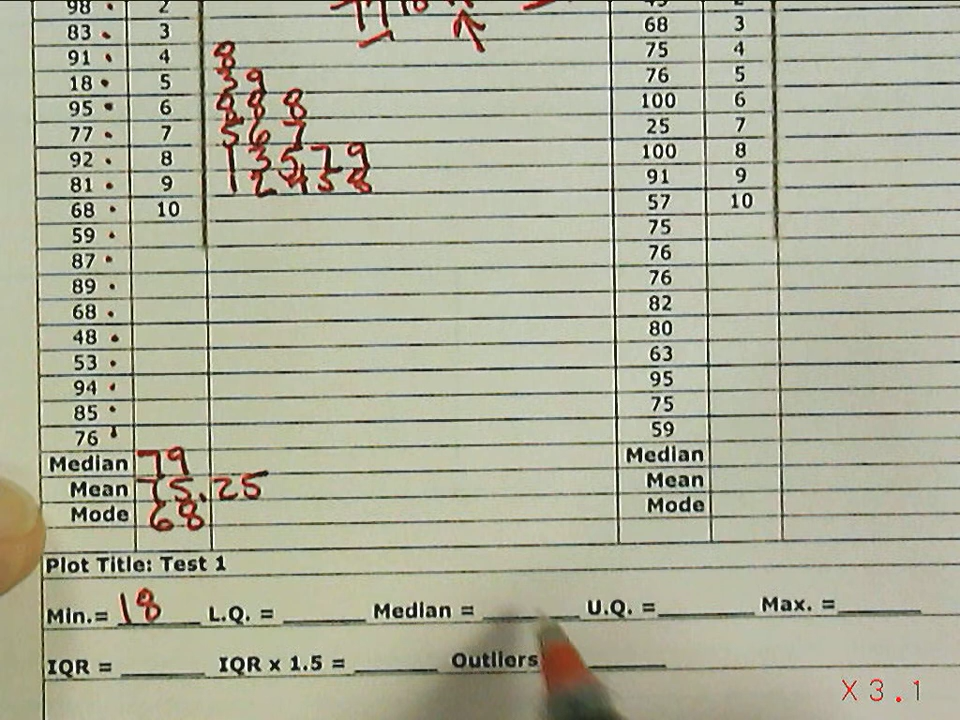 98 2
83 3 68 3
91 4 8 75 4
18 5 3 9 76 5
95 6 8 8 8 100 6
77 7 5 6 7 25 7
92 8 1 3 5 7 9 100 8
81 9 1 2 4 5 8 91 9
68 10 57 10
59 75
87 76
89 76
68 82
48 80
53 63
94 95
85 75
76 59
Median 79 Median
Mean 75.25 Mean
Mode 68 Mode
Plot Title: Test 1
Min.= 18 L.Q. = Median = U.Q. = Max. =
IQR = IQR x 1.5 = Outliers
X3.1